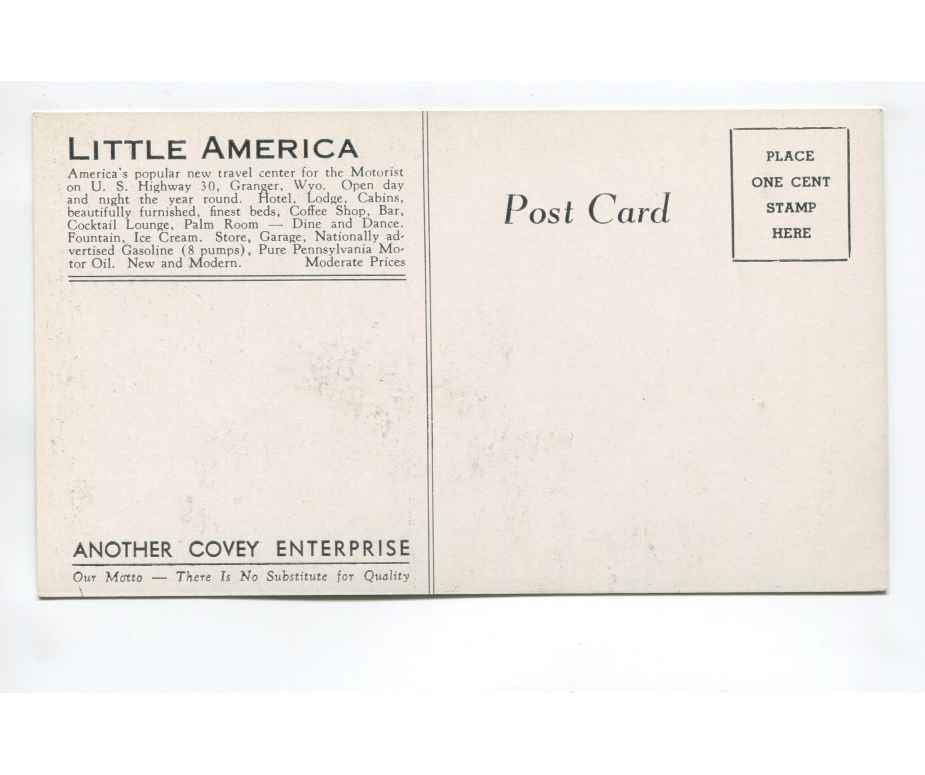 LITTLE AMERICA
America's popular new travel center for the Motorist
on U. S. Highway 30, Granger, Wyo. Open day
and night the year round. Hotel, Lodge, Cabins,
beautifully furnished, finest beds, Coffee Shop, Bar,
Cocktail Lounge, Palm Room — Dine and Dance.
Fountain, Ice Cream. Store, Garage, Nationally ad-
vertised Gasoline (8 pumps), Pure Pennsylvania Mo-
tor Oil. New and Modern. Moderate Prices
ANOTHER COVEY ENTERPRISE
Our Motto — There Is No Substitute for Quality
Post Card
PLACE
ONE CENT
STAMP
HERE